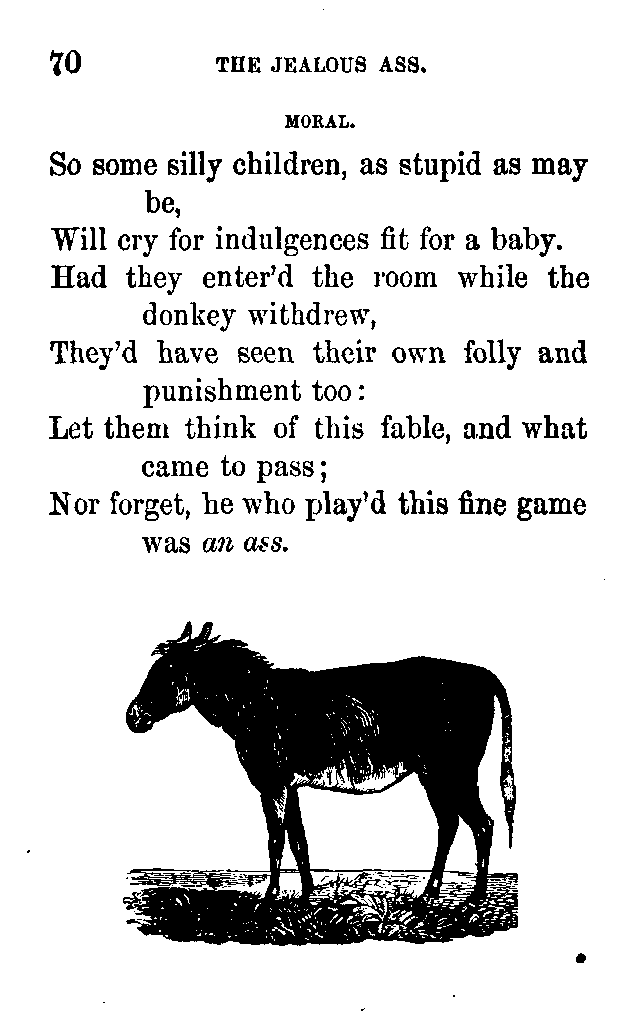 70 THE JEALOUS ASS.
MORAL.
So some silly children, as stupid as may
be,
Will cry for indulgences fit for a baby.
Had they enter'd the room while the
donkey withdrew,
They'd have seen their own folly and
punishment too:
Let them think of this fable, and what
came to pass;
Nor forget, he who play'd this fine game
was an ass.